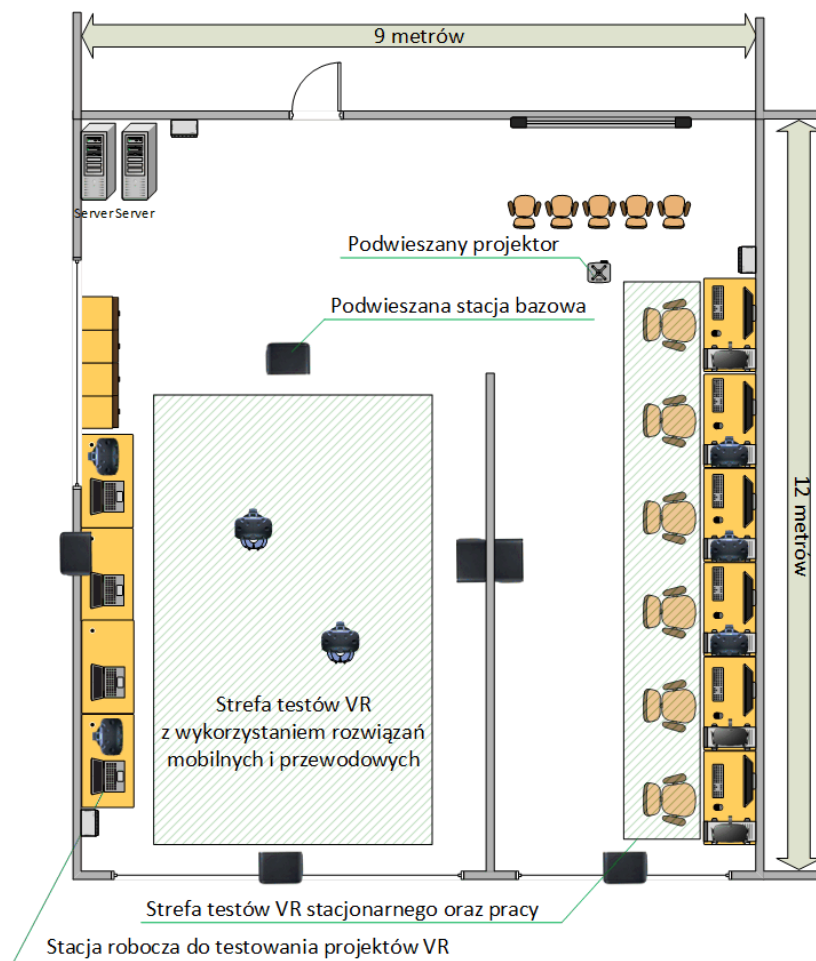 9 metrów
Server Server
Podwieszany projektor
Podwieszana stacja bazowa
12 metrów
Strefa testów VR
z wykorzystaniem rozwiązań
mobilnych i przewodowych
Strefa testów VR stacjonarnego oraz pracy
Stacja robocza do testowania projektów VR